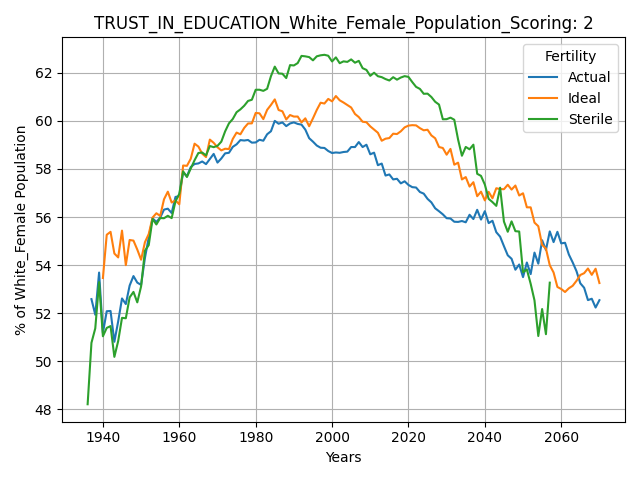 TRUST_IN_EDUCATION_White_Female_Population_Scoring: 2
Fertility
Actual
Ideal
Sterile
% of White_Female Population
62
60
58
56
54
52
50
48
1940
1960
1980
2000
2020
2040
2060
Years